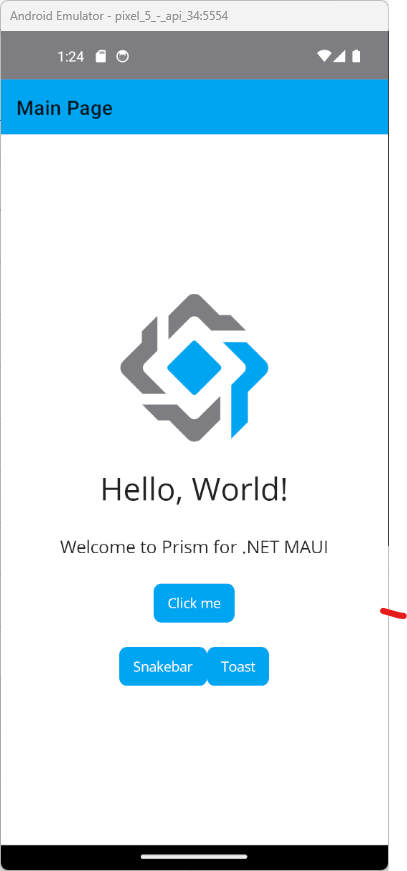 Android Emulator - pixel_5_-_api_34:5554
1:24
Main Page
Hello, World!
Welcome to Prism for .NET MAUI
Click me
Snakebar Toast